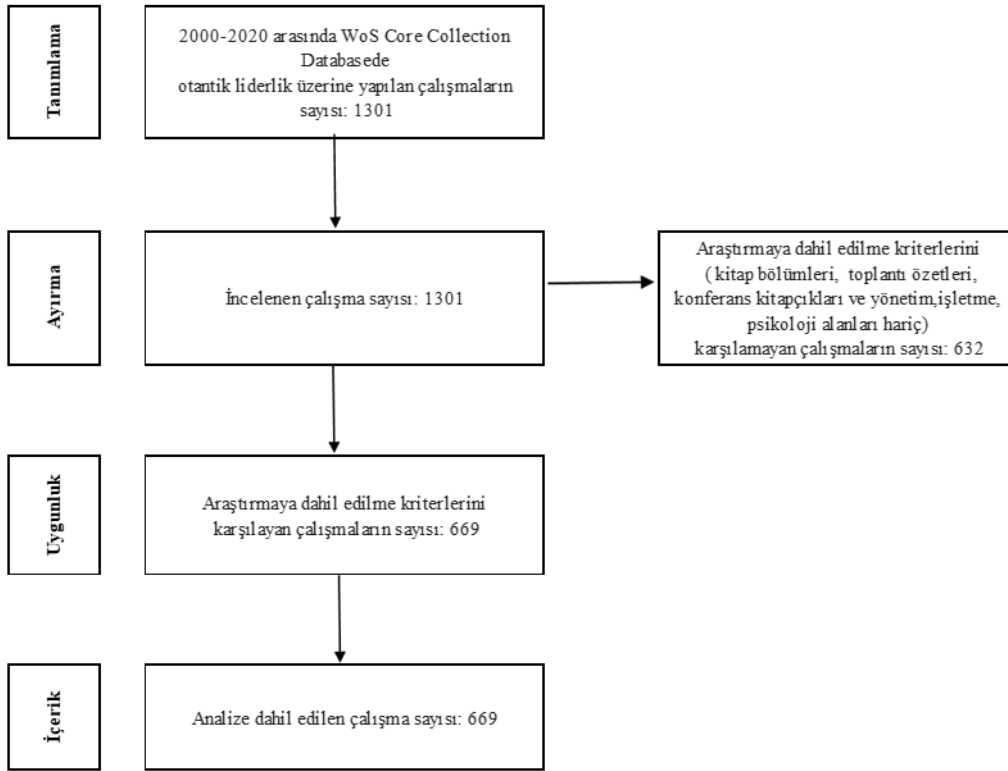 Tanımlama
2000-2020 arasında WoS Core Collection
Databasede
otantik liderlik üzerine yapılan çalışmaların
sayısı: 1301
Ayırma
İncelenen çalışma sayısı: 1301
Araştırmaya dahil edilme kriterlerini
( kitap bölümleri, toplantı özetleri,
konferans kitapçıkları ve yönetim,işletme,
psikoloji alanları hariç)
karşılamayan çalışmaların sayısı: 632
Uygunluk
Araştırmaya dahil edilme kriterlerini
karşılayan çalışmaların sayısı: 669
İçerik
Analize dahil edilen çalışma sayısı: 669